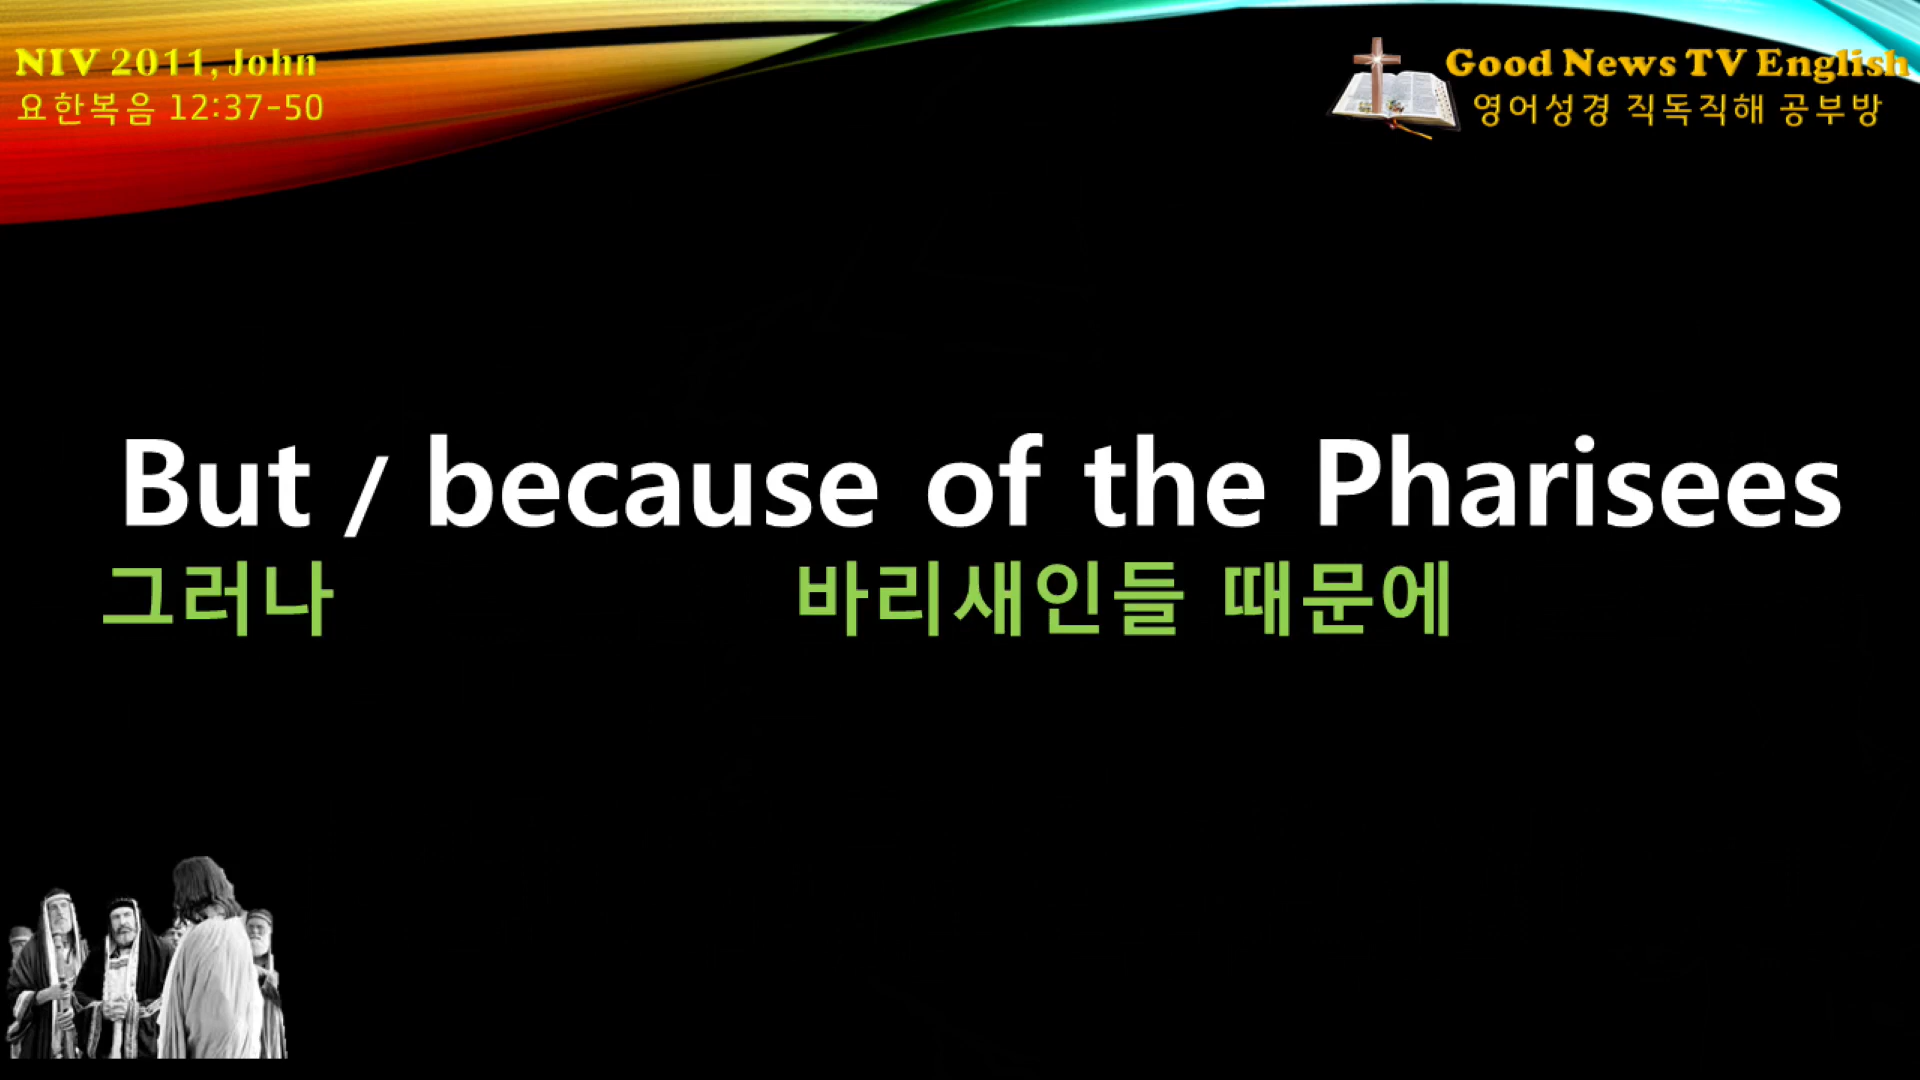 NIV 2011, John
요한복음 12:37-50
Good News TV English
영어성경 직독직해 공부방
But / because of the Pharisees
그러나 바리새인들 때문에